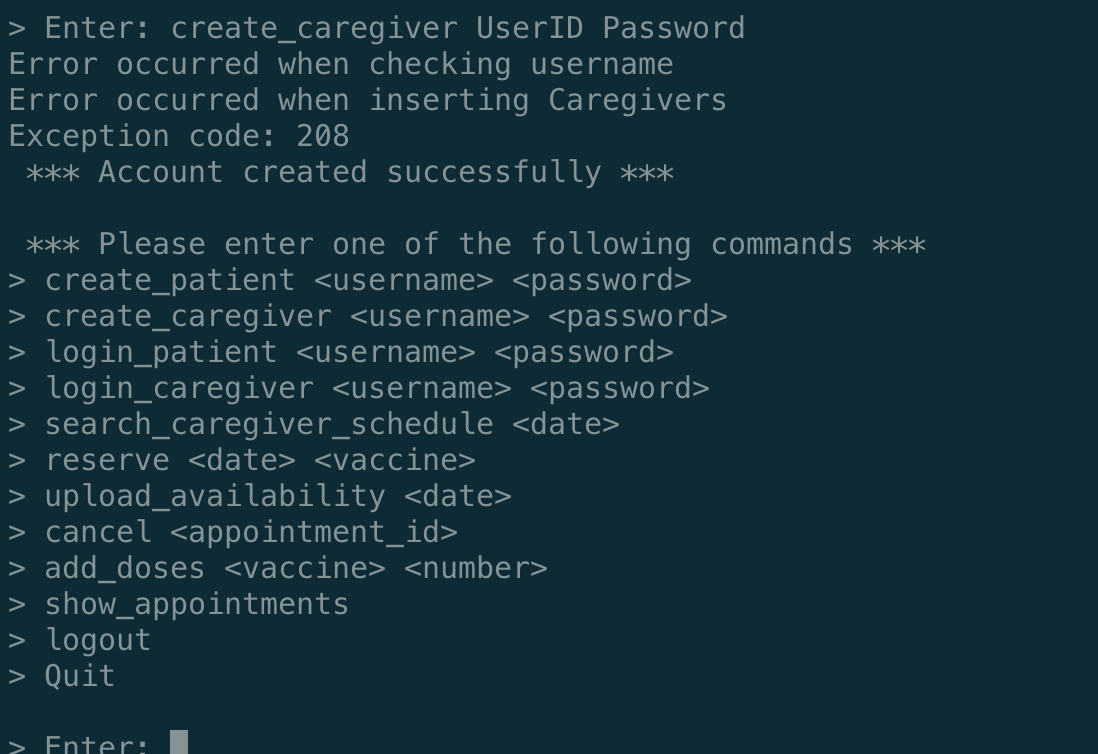 > Enter: create_caregiver UserID Password
Error occurred when checking username
Error occurred when inserting Caregivers
Exception code: 208
*** Account created successfully ***
*** Please enter one of the following commands ***
> create_patient <username> <password>
> create_caregiver <username> <password>
> login_patient <username> <password>
> login_caregiver <username> <password>
> search_caregiver_schedule <date>
> reserve <date> <vaccine>
> upload_availability <date>
> cancel <appointment_id>
> add_doses <vaccine> <number>
> show_appointments
> logout
> Quit
> Enter: